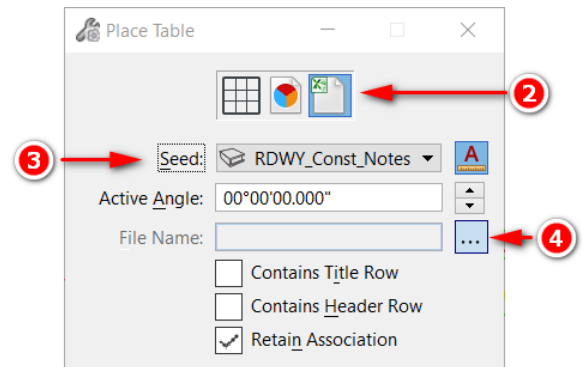 Place Table
2
3 Seed: RDWY_Const_Notes A
Active Angle: 00°00'00.000"
File Name: ... 4
Contains Title Row
Contains Header Row
Retain Association